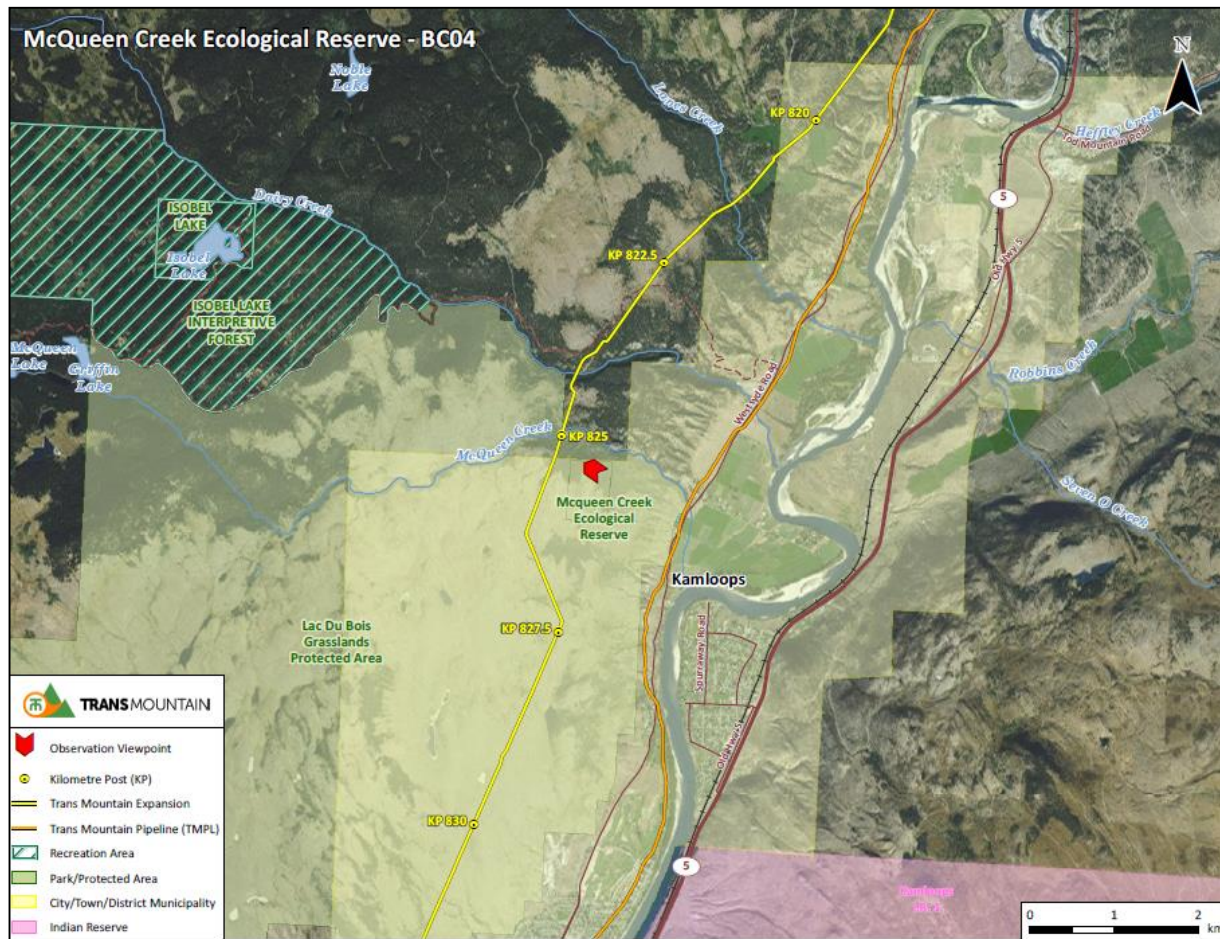 McQueen Creek Ecological Reserve - BC04
N
Noble
Lake
Lanes Creek
KP 820
Heffley Creek
Tod Mountain Road
5
Dairy Creek
ISOBEL
LAKE
Isobel
Lake
KP 822.5
Old Hwy 5
ISOBEL LAKE
INTERPRETIVE
FOREST
McQueen
Lake
Griffin
Lake
Robbins Creek
Westsyde Road
KP 825
McQueen Creek
Seven O Creek
Mcqueen Creek
Ecological
Reserve
Kamloops
KP 827.5
Lac Du Bois
Grasslands
Protected Area
Spurraway Road
Old Hwy 5
KP 830
5
Kamloops
TRANSMOUNTAIN
Observation Viewpoint
Kilometre Post (KP)
Trans Mountain Expansion
Trans Mountain Pipeline (TMPL)
Recreation Area
Park/Protected Area
City/Town/District Municipality
Indian Reserve
0 1 2
km